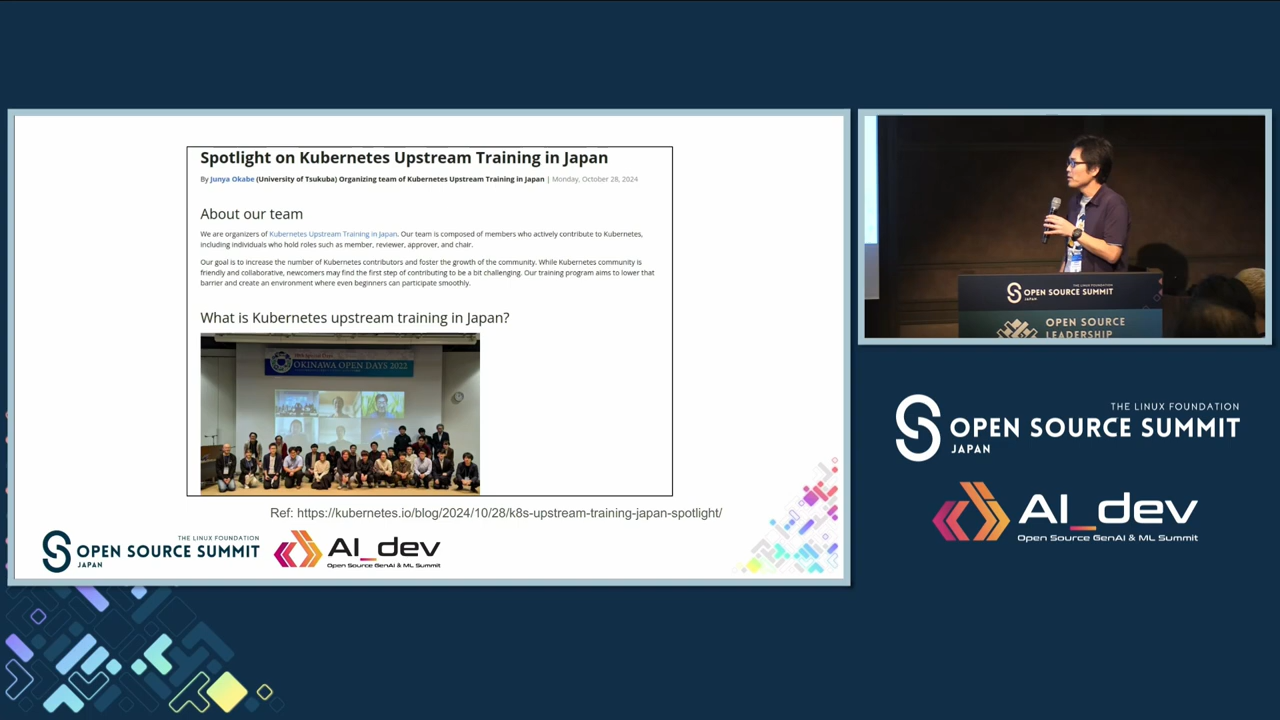 Spotlight on Kubernetes Upstream Training in Japan
By Junya Okabe (University of Tsukuba) Organizing team of Kubernetes Upstream Training in Japan | Monday, October 28, 2024
About our team
We are organizers of Kubernetes Upstream Training in Japan. Our team is composed of members who actively contribute to Kubernetes,
including individuals who hold roles such as member, reviewer, approver, and chair.
Our goal is to increase the number of Kubernetes contributors and foster the growth of the community. While Kubernetes community is
friendly and collaborative, newcomers may find the first step of contributing to be a bit challenging. Our training program aims to lower that
barrier and create an environment where even beginners can participate smoothly.
What is Kubernetes upstream training in Japan?
OKINAWA OPEN DAYS 2022
Ref: https://kubernetes.io/blog/2024/10/28/k8s-upstream-training-japan-spotlight/
THE LINUX FOUNDATION
OPEN SOURCE SUMMIT
JAPAN
AI_dev
Open Source GenAI & ML Summit
THE LINUX FOUNDATION
OPEN SOURCE SUMMIT
JAPAN
OPEN SOURCE
LEADERSHIP
THE LINUX FOUNDATION
OPEN SOURCE SUMMIT
JAPAN
AI_dev
Open Source GenAI & ML Summit